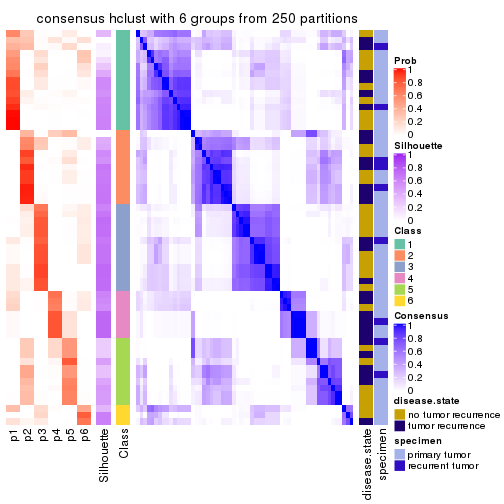 consensus hclust with 6 groups from 250 partitions
p1
p2
p3
p4
p5
p6
Silhouette
Class
disease.state
specimen
Prob
1
0.8
0.6
0.4
0.2
0
Silhouette
1
0.8
0.6
0.4
0.2
0
Class
1
2
3
4
5
6
Consensus
1
0.8
0.6
0.4
0.2
0
disease.state
no tumor recurrence
tumor recurrence
specimen
primary tumor
recurrent tumor